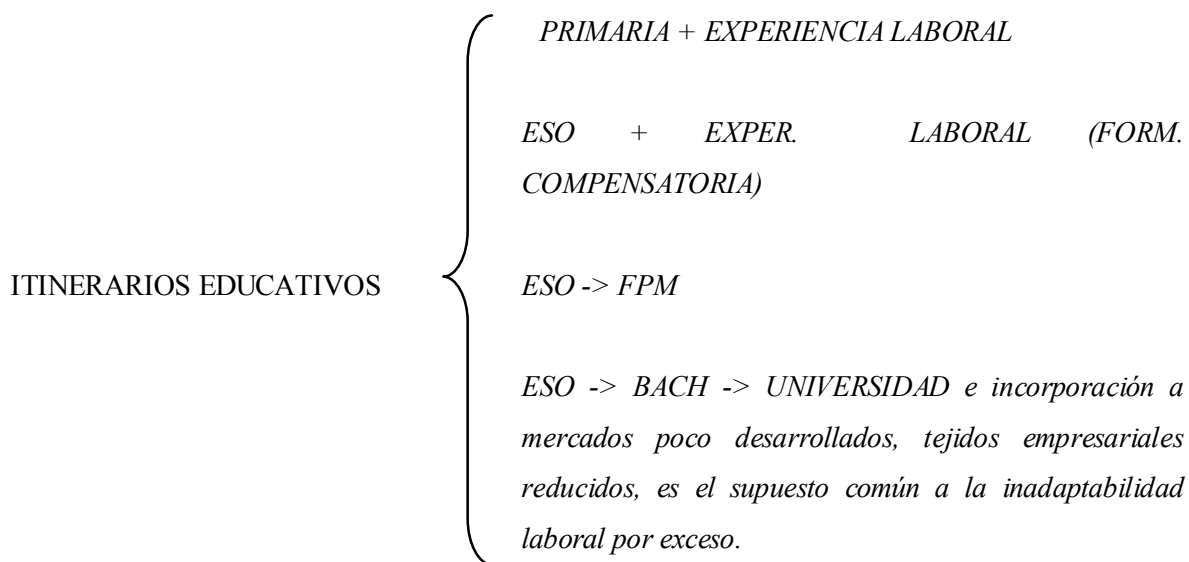 PRIMARIA + EXPERIENCIA LABORAL
ESO + EXPER. LABORAL (FORM.
COMPENSATORIA)
ITINERARIOS EDUCATIVOS
ESO -> FPM
ESO -> BACH -> UNIVERSIDAD e incorporación a
mercados poco desarrollados, tejidos empresariales
reducidos, es el supuesto común a la inadaptabilidad
laboral por exceso.